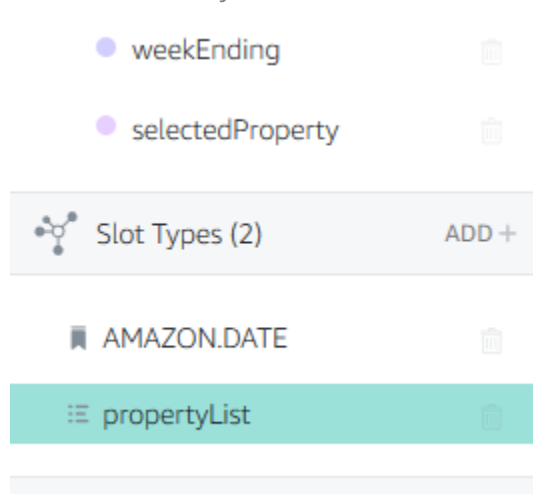 weekEnding
selectedProperty
Slot Types (2) ADD +
AMAZON.DATE
propertyList